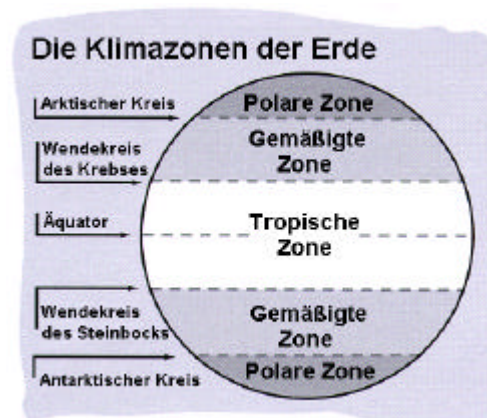 Die Klimazonen der Erde
Arktischer Kreis
Polare Zone
Wendekreis
des Krebses
Gemäßigte
Zone
Äquator
Tropische
Zone
Wendekreis
des Steinbocks
Gemäßigte
Zone
Antarktischer Kreis
Polare Zone